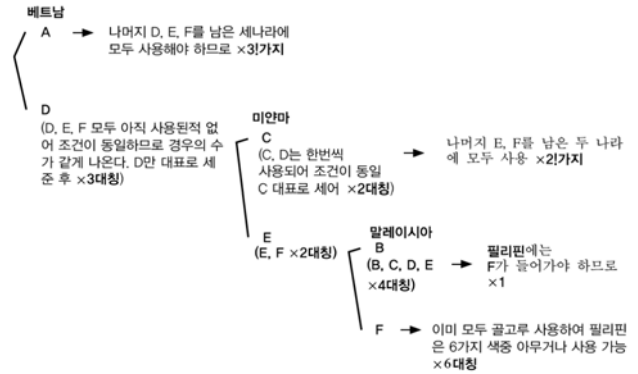 베트남
A → 나머지 D, E, F를 남은 세나라에
모두 사용해야 하므로 ×3!가지
D
(D, E, F 모두 아직 사용된적 없
어 조건이 동일하므로 경우의 수
가 같게 나온다. D만 대표로 세
준 후 ×3대칭)
미얀마
C
(C, D는 한번씩
사용되어 조건이 동일
C 대표로 세어 ×2대칭)
→ 나머지 E, F를 남은 두 나라
에 모두 사용 ×2!가지
E
(E, F ×2대칭)
말레이시아
B
(B, C, D, E
×4대칭)
→ 필리핀에는
F가 들어가야 하므로
×1
F → 이미 모두 골고루 사용하여 필리핀
은 6가지 색중 아무거나 사용 가능
×6대칭